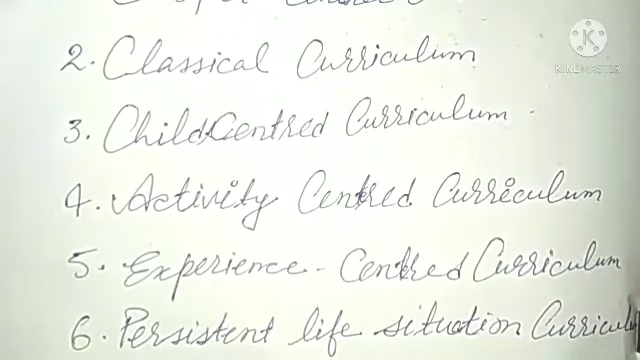 2. Classical Curriculum
3. Child Centred Curriculum
4. Activity Centred Curriculum
5. Experience - Centred Curriculum
6. Persistent life situation
KINEMASTER